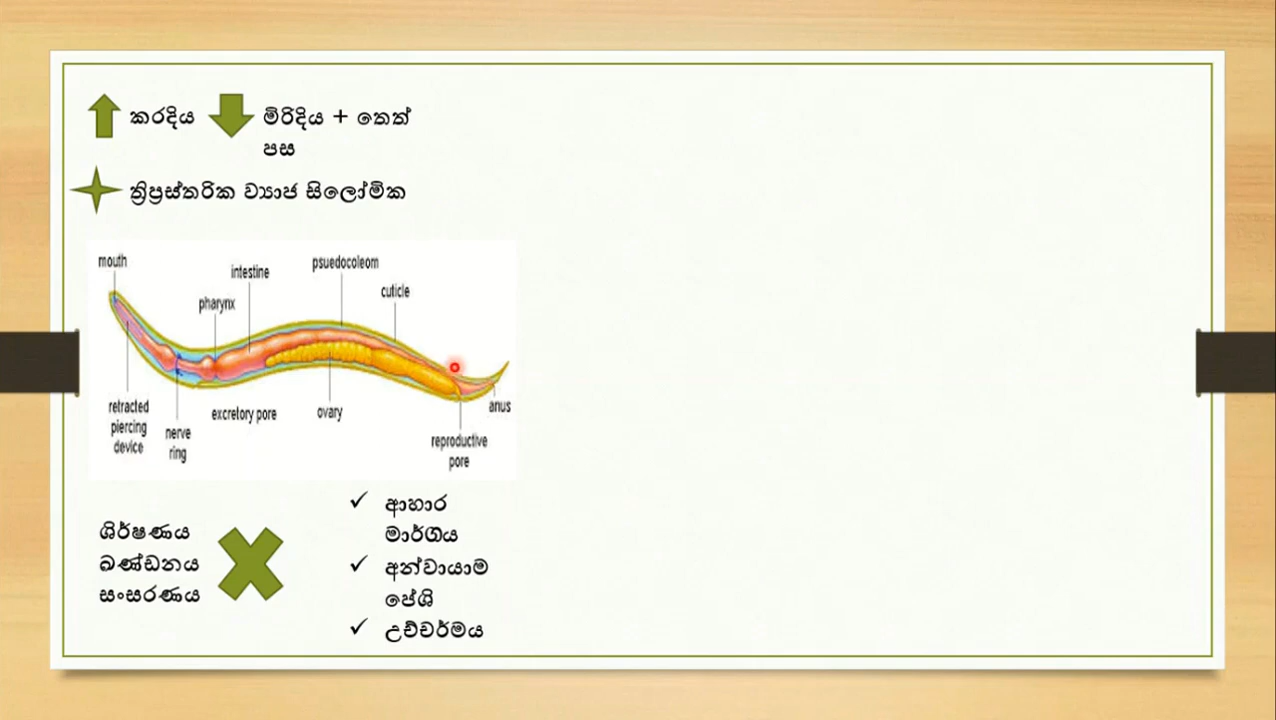 කරදිය
මිරිදිය + තෙත්
පස
ත්‍රිප්‍රස්තරික ව්‍යාජ සිලෝමික
mouth
intestine
psuedocoleom
pharynx
cuticle
retracted
piercing
device
nerve
ring
excretory pore
ovary
reproductive
pore
anus
ශිර්ෂණය
ඛණ්ඩනය
සංසරණය
ආහාර
මාර්ගය
අන්වායාම
පේශි
උච්චර්මය